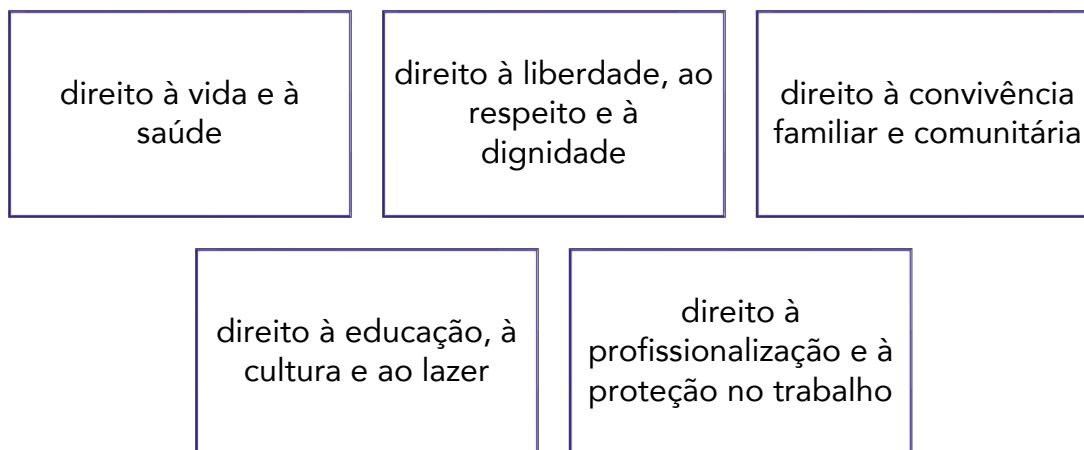 direito à vida e à
saúde
direito à liberdade, ao
respeito e à
dignidade
direito à convivência
familiar e comunitária
direito à educação, à
cultura e ao lazer
direito à
profissionalização e à
proteção no trabalho